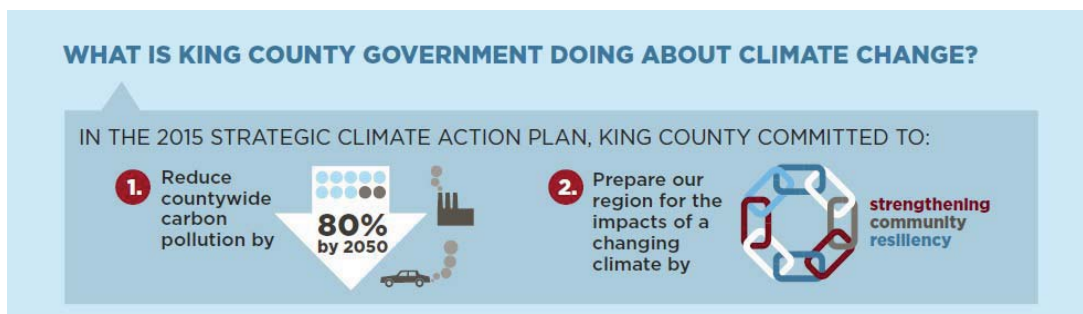 WHAT IS KING COUNTY GOVERNMENT DOING ABOUT CLIMATE CHANGE?
IN THE 2015 STRATEGIC CLIMATE ACTION PLAN, KING COUNTY COMMITTED TO:
1.
Reduce
countywide
carbon
pollution by
80%
by 2050
2.
Prepare our
region for the
impacts of a
changing
climate by
strengthening
community
resiliency